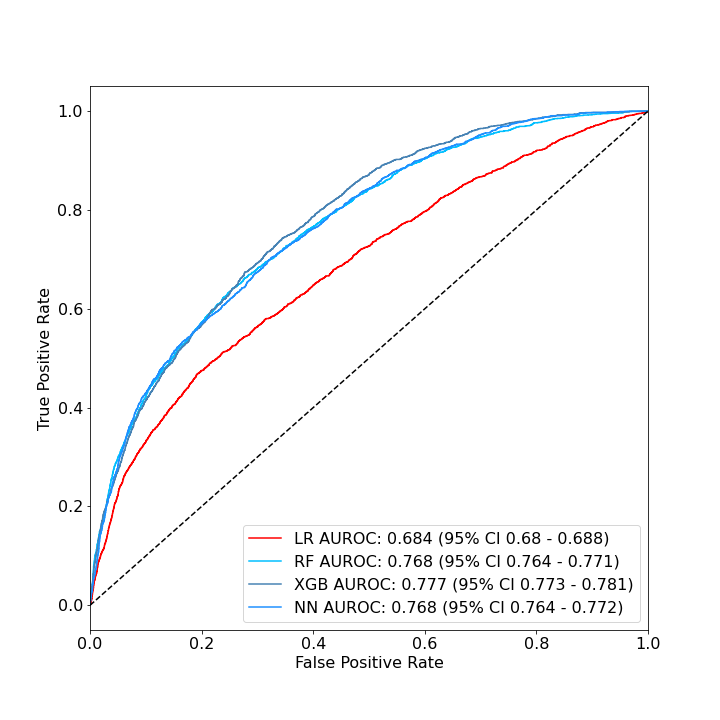 1.0
0.8
0.6
0.4
0.2
0.0
True Positive Rate
LR AUROC: 0.684 (95% CI 0.68 - 0.688)
RF AUROC: 0.768 (95% CI 0.764 - 0.771)
XGB AUROC: 0.777 (95% CI 0.773 - 0.781)
NN AUROC: 0.768 (95% CI 0.764 - 0.772)
0.0 0.2 0.4 0.6 0.8 1.0
False Positive Rate